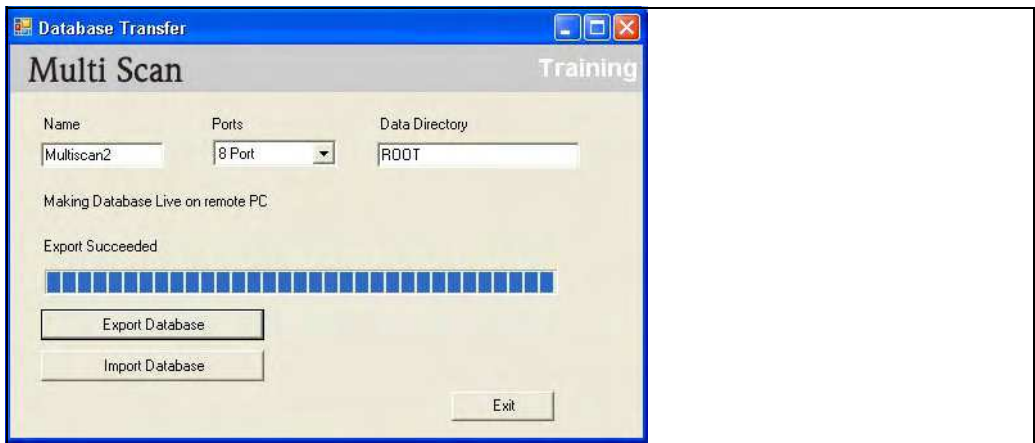 Database Transfer
Multi Scan Training
Name Ports Data Directory
Multiscan2 8 Port ROOT
Making Database Live on remote PC
Export Succeeded
Export Database
Import Database
Exit